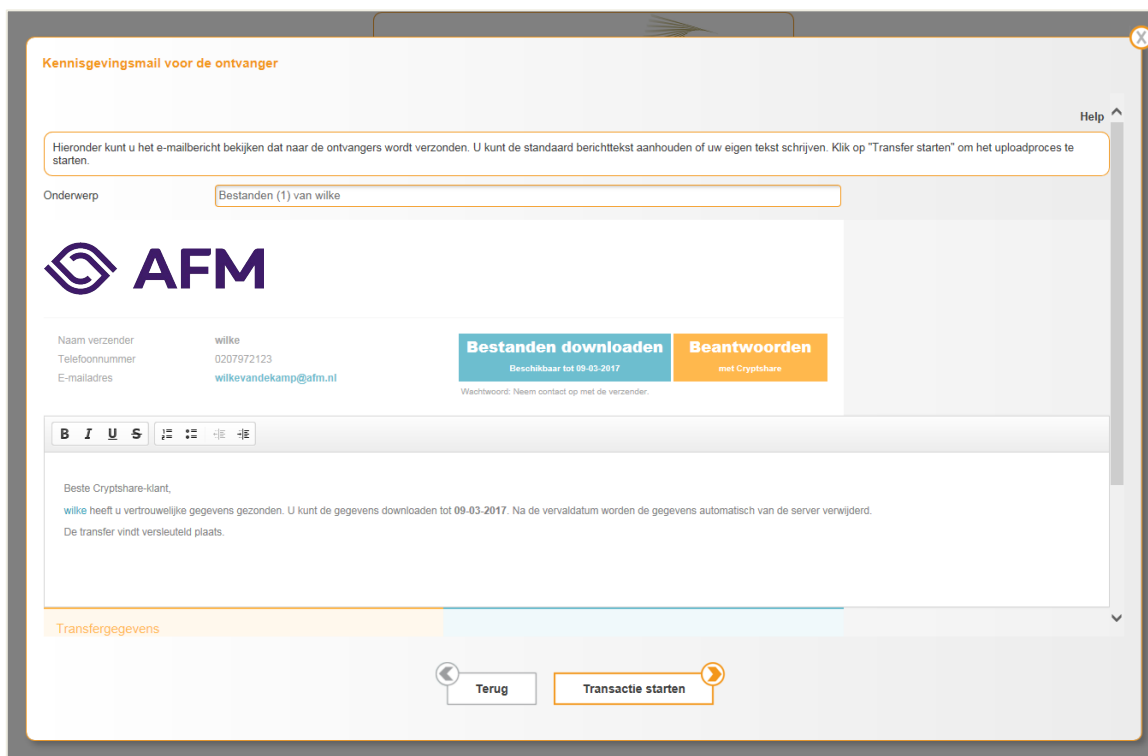 X
Kennisgevingsmail voor de ontvanger
Help
Hieronder kunt u het e-mailbericht bekijken dat naar de ontvangers wordt verzonden. U kunt de standaard berichttekst aanhouden of uw eigen tekst schrijven. Klik op "Transfer starten" om het uploadproces te
starten.
Onderwerp Bestanden (1) van wilke
AFM
Naam verzender wilke
Telefoonnummer 0207972123
E-mailadres wilkevandekamp@afm.nl
Bestanden downloaden
Beschikbaar tot 09-03-2017
Beantwoorden
met Cryptshare
Wachtwoord: Neem contact op met de verzender.
B I U S
Beste Cryptshare-klant,
wilke heeft u vertrouwelijke gegevens gezonden. U kunt de gegevens downloaden tot 09-03-2017. Na de vervaldatum worden de gegevens automatisch van de server verwijderd.
De transfer vindt versleuteld plaats.
Transfergegevens
Terug
Transactie starten